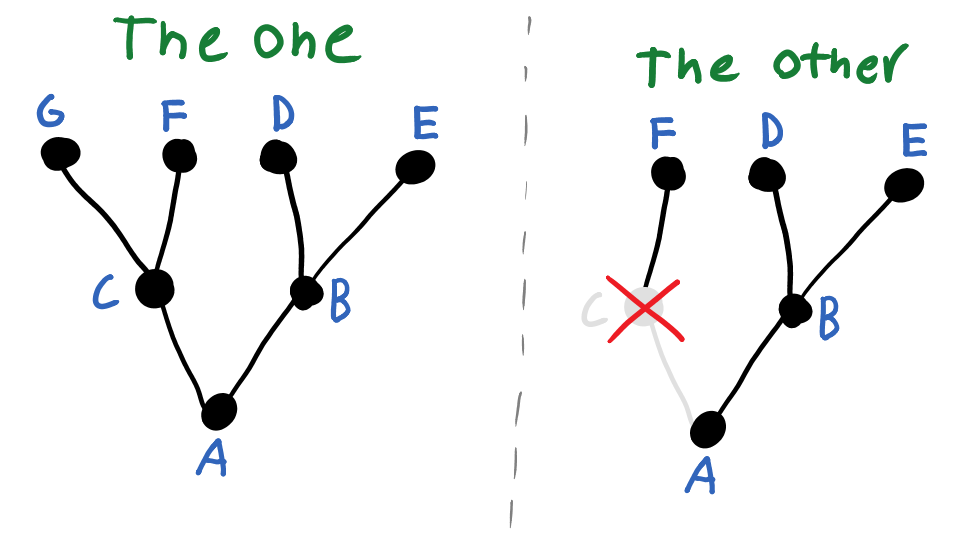 The one
G F D E
C B
A
The other
F D E
C B
A